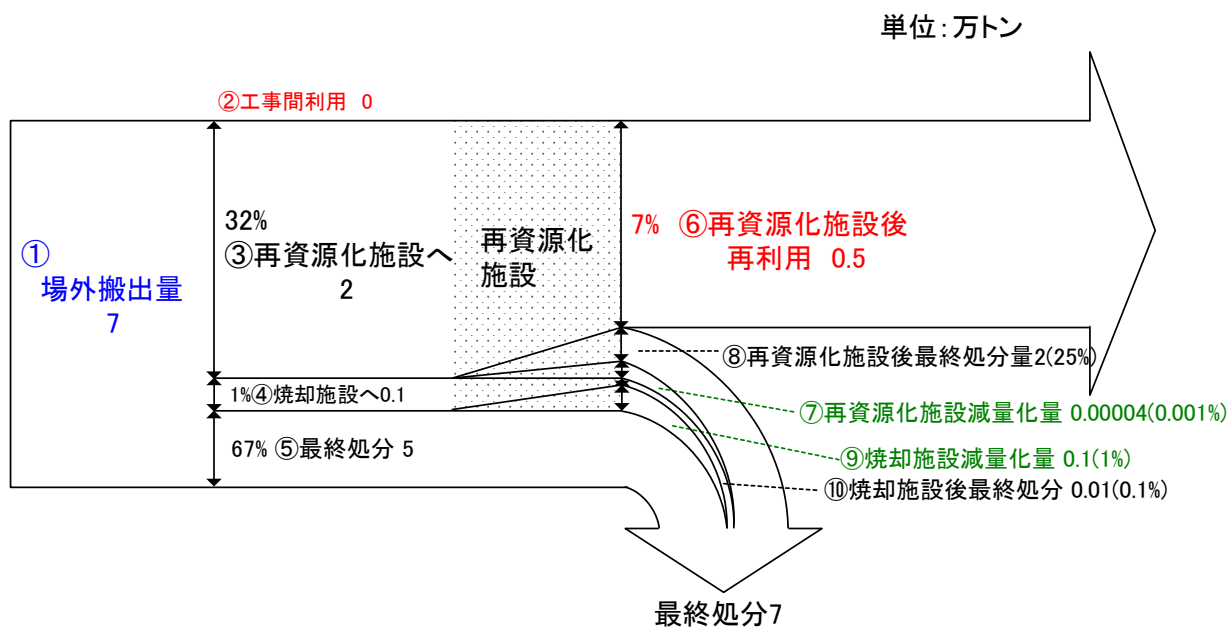 単位：万トン
②工事間利用 0
①
場外搬出量
7
32%
③再資源化施設へ
2
再資源化
施設
7% ⑥再資源化施設後
再利用 0.5
⑧再資源化施設後最終処分量2(25%)
1%④焼却施設へ0.1
⑦再資源化施設減量化量 0.00004(0.001%)
67% ⑤最終処分 5
⑨焼却施設減量化量 0.1(1%)
⑩焼却施設後最終処分 0.01(0.1%)
最終処分7